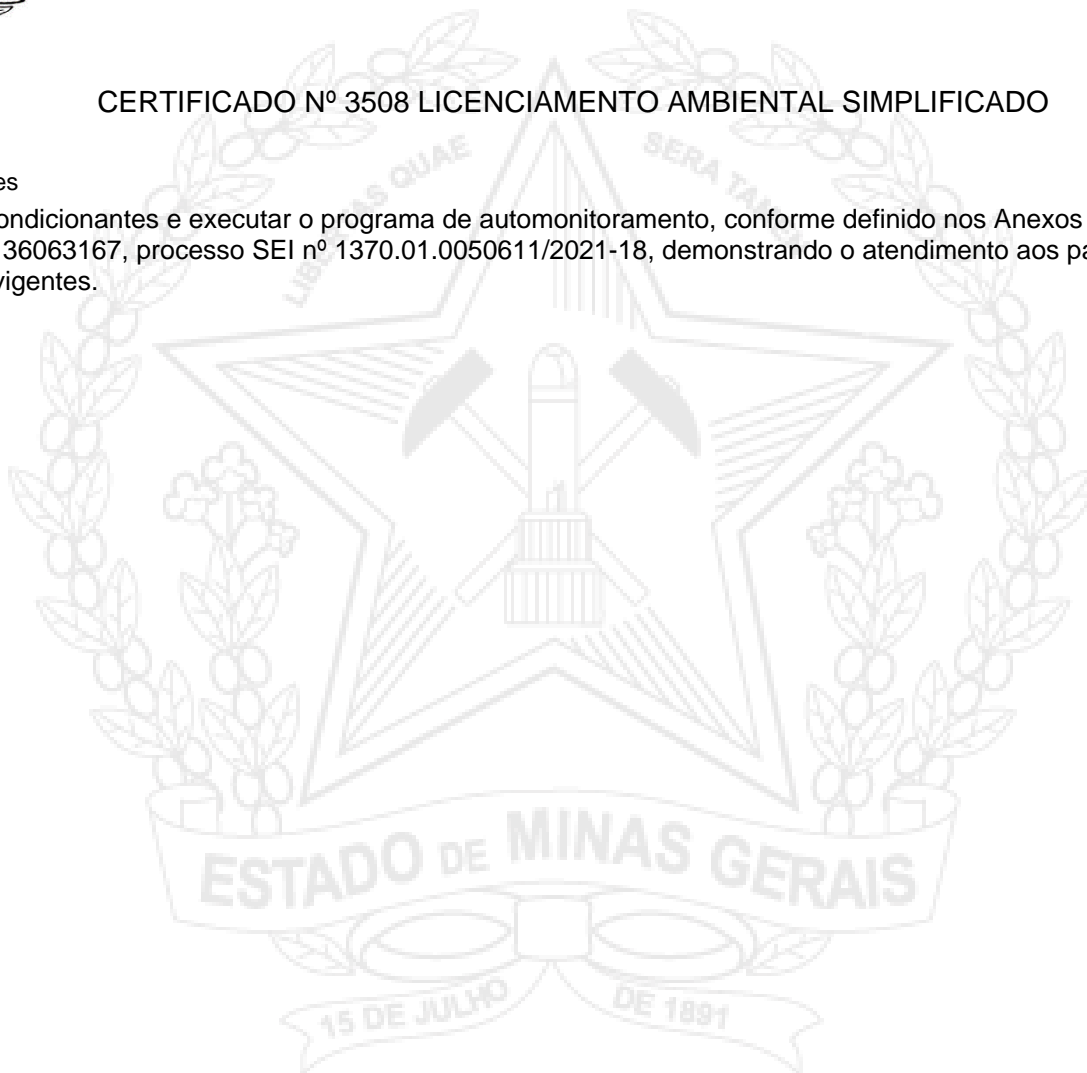 CERTIFICADO Nº 3508 LICENCIAMENTO AMBIENTAL SIMPLIFICADO
es
ondicionantes e executar o programa de automonitoramento, conforme definido nos Anexos
36063167, processo SEI nº 1370.01.0050611/2021-18, demonstrando o atendimento aos pa
vigentes.
LIBERTAS QUAE SERA TAMEN
ESTADO DE MINAS GERAIS
15 DE JULHO DE 1891